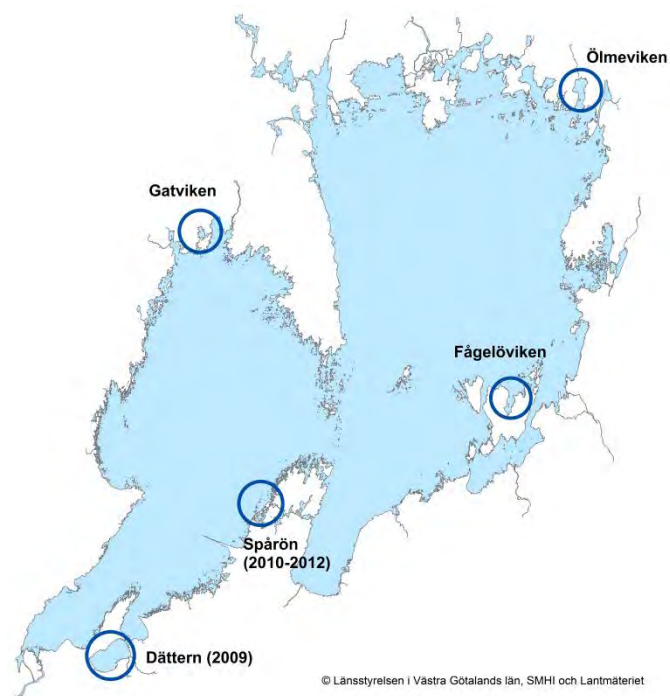 Ölmeviken
Gatviken
Fågelöviken
Spårön
(2010-2012)
Dättern (2009)
© Länsstyrelsen i Västra Götalands län, SMHI och Lantmäteriet